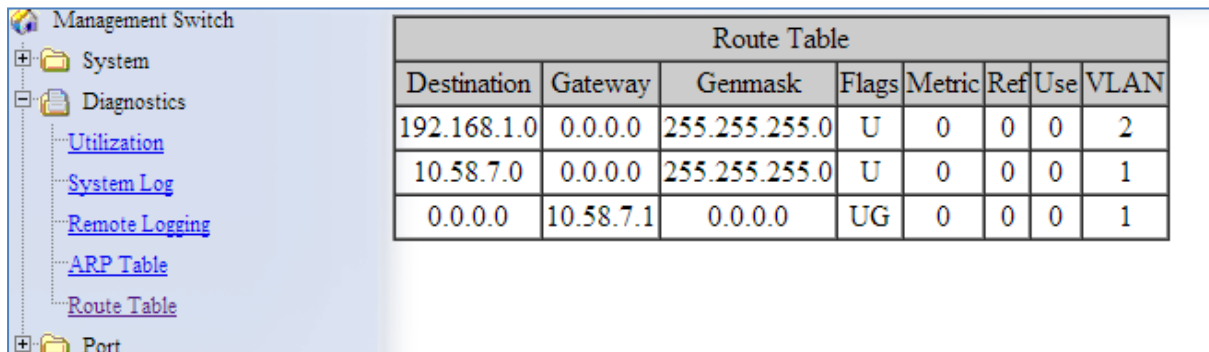 Management Switch
System
Diagnostics
Utilization
System Log
Remote Logging
ARP Table
Route Table
Port
Route Table
Destination Gateway Genmask Flags Metric Ref Use VLAN
192.168.1.0 0.0.0.0 255.255.255.0 U 0 0 0 2
10.58.7.0 0.0.0.0 255.255.255.0 U 0 0 0 1
0.0.0.0 10.58.7.1 0.0.0.0 UG 0 0 0 1